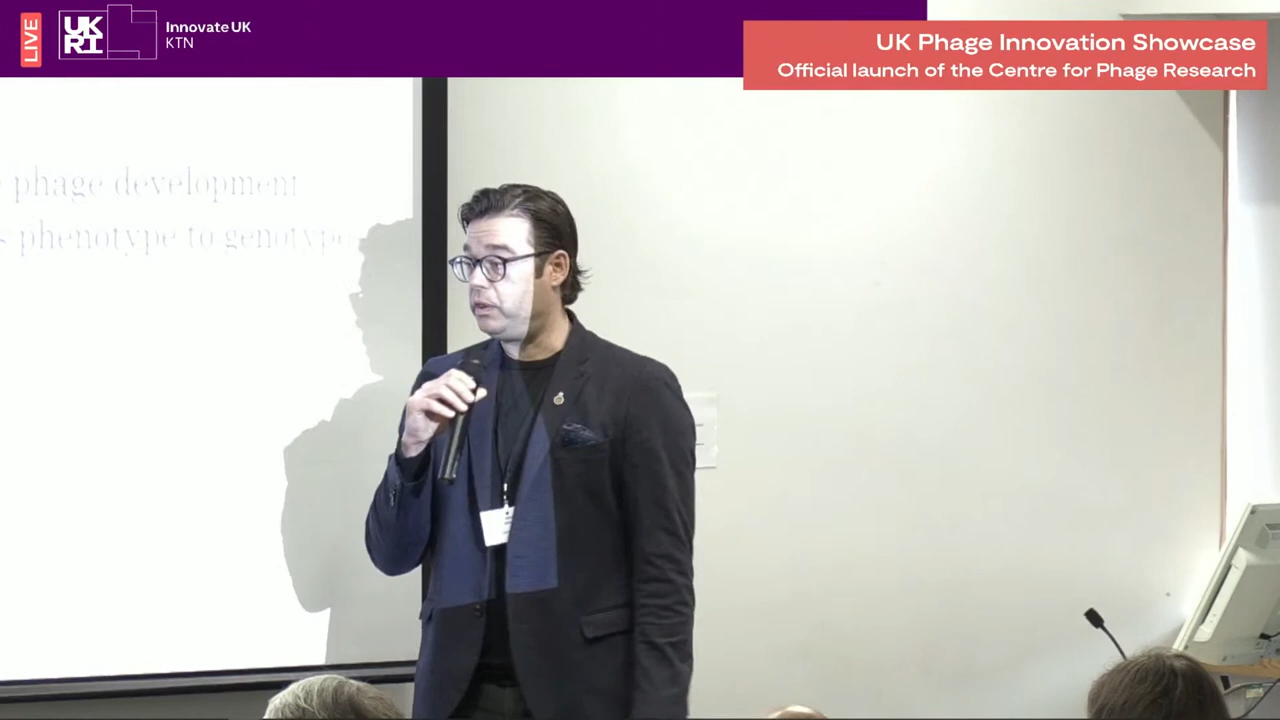 LIVE
UK
RI
Innovate UK
KTN
UK Phage Innovation Showcase
Official launch of the Centre for Phage Research
phage development
phenotype to genotype